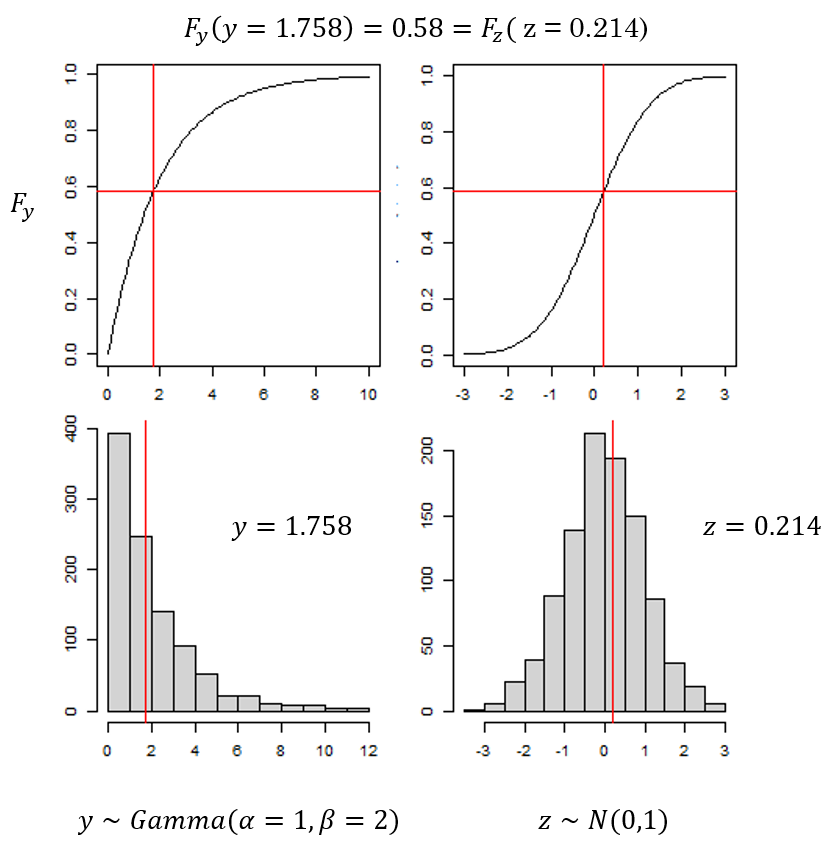 F_y(y = 1.758) = 0.58 = F_z( z = 0.214)
F_y
1.0
0.8
0.6
0.4
0.2
0.0
0 2 4 6 8 10
1.0
0.8
0.6
0.4
0.2
0.0
-3 -2 -1 0 1 2 3
400
300
200
100
0
y = 1.758
0 2 4 6 8 10 12
200
150
100
50
0
z = 0.214
-3 -2 -1 0 1 2 3
y ~ Gamma(α = 1, β = 2)
z ~ N(0,1)